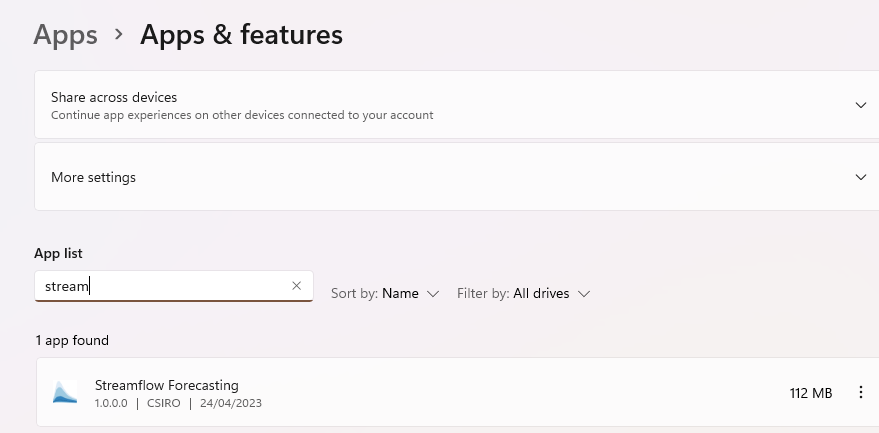 Apps > Apps & features
Share across devices
Continue app experiences on other devices connected to your account
More settings
App list
stream
Sort by: Name Filter by: All drives
1 app found
Streamflow Forecasting
112 MB
1.0.0.0 | CSIRO | 24/04/2023